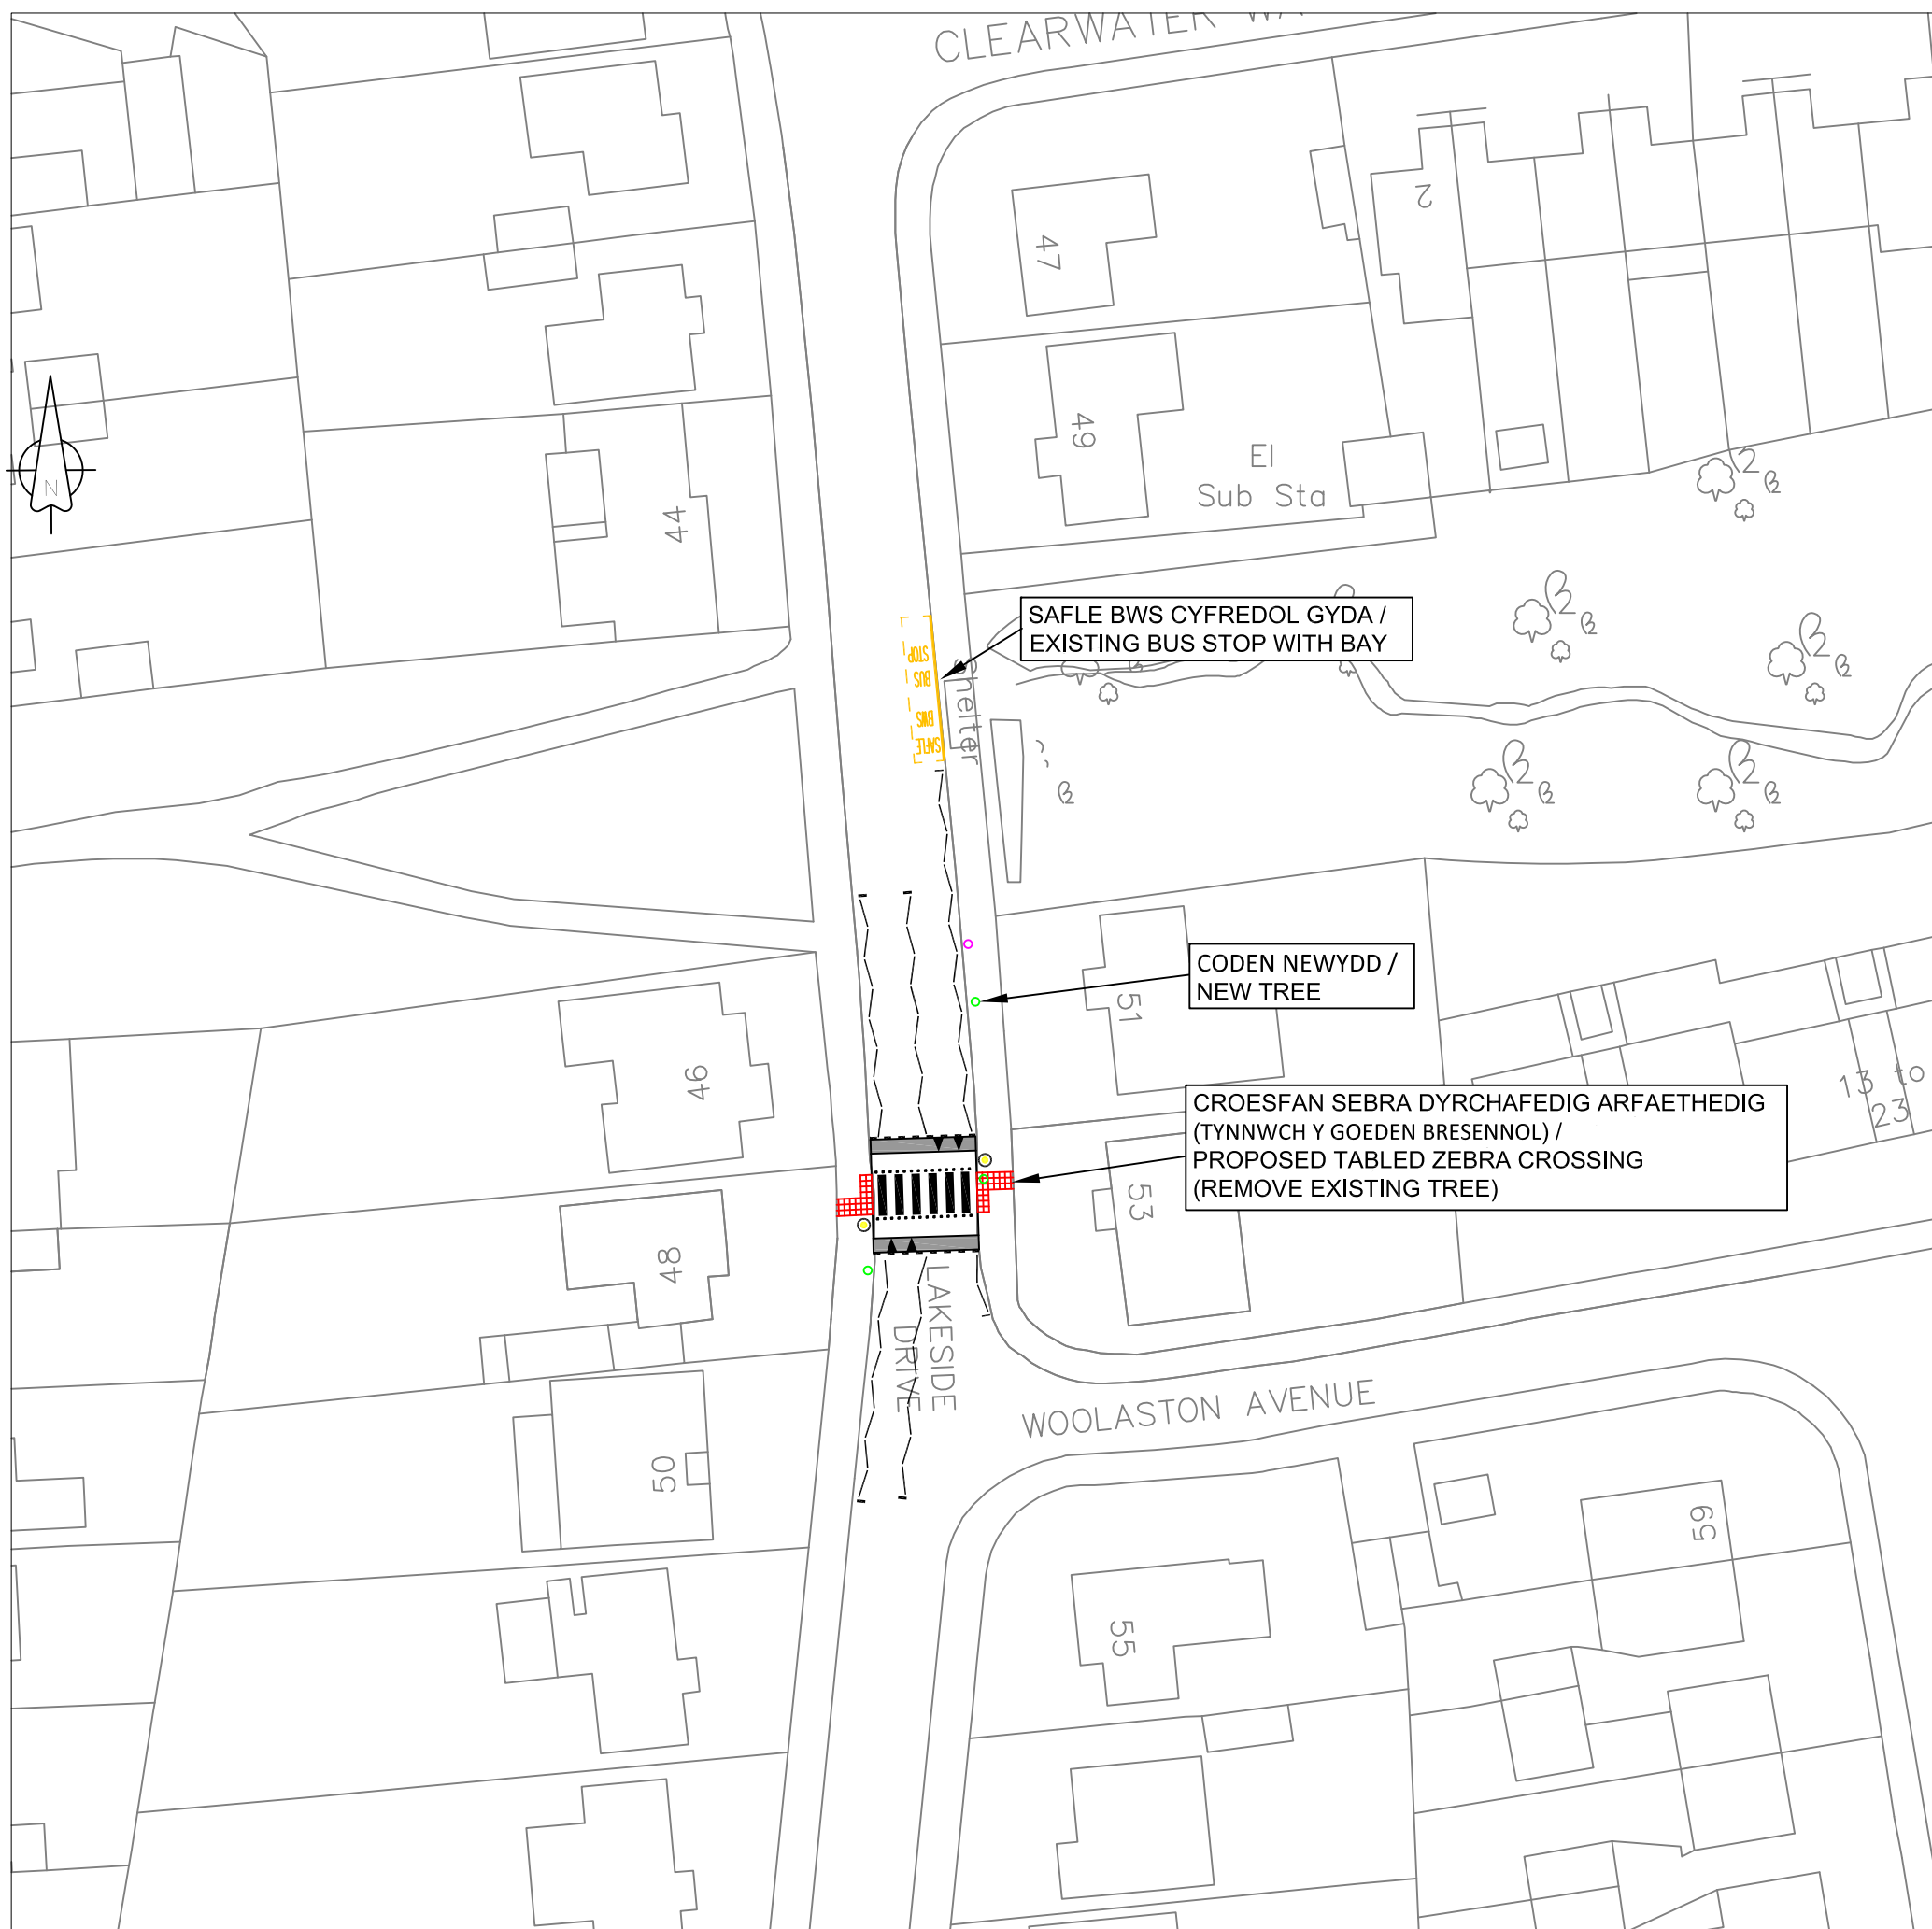 CLEARWATER WA
47
2
49
El
Sub Sta
44
N
SAFLE BWS CYFREDOL GYDA /
EXISTING BUS STOP WITH BAY
STOP
BUS
BWS
SAFLE
Shelter
CODEN NEWYDD /
NEW TREE
51
46
13 to
23
CROESFAN SEBRA DYRCHAFEDIG ARFAETHEDIG
(TYNNWCH Y GOEDEN BRESENNOL) /
PROPOSED TABLED ZEBRA CROSSING
(REMOVE EXISTING TREE)
53
48
LAKESIDE
DRIVE
WOOLASTON AVENUE
50
59
55